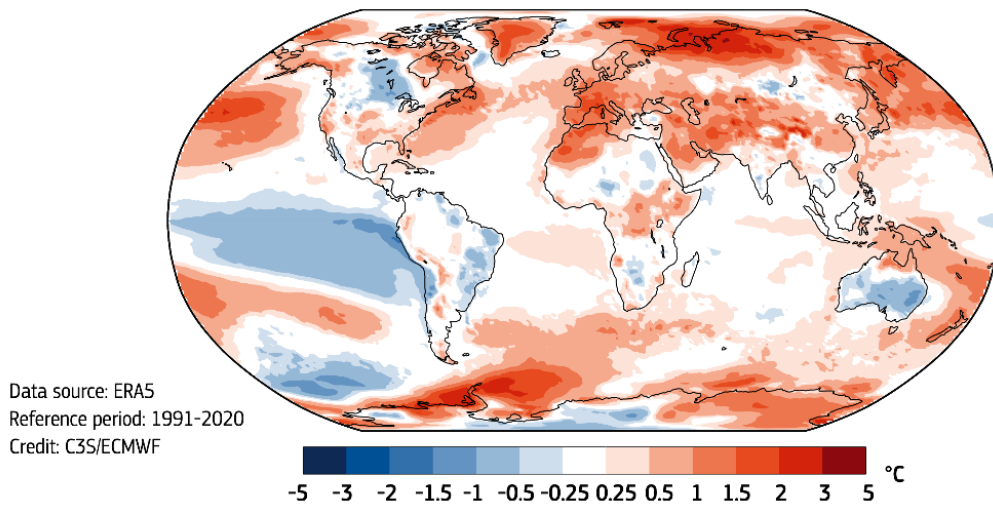 Data source: ERA5
Reference period: 1991-2020
Credit: C3S/ECMWF
°C
-5 -3 -2 -1.5 -1 -0.5 -0.25 0.25 0.5 1 1.5 2 3 5